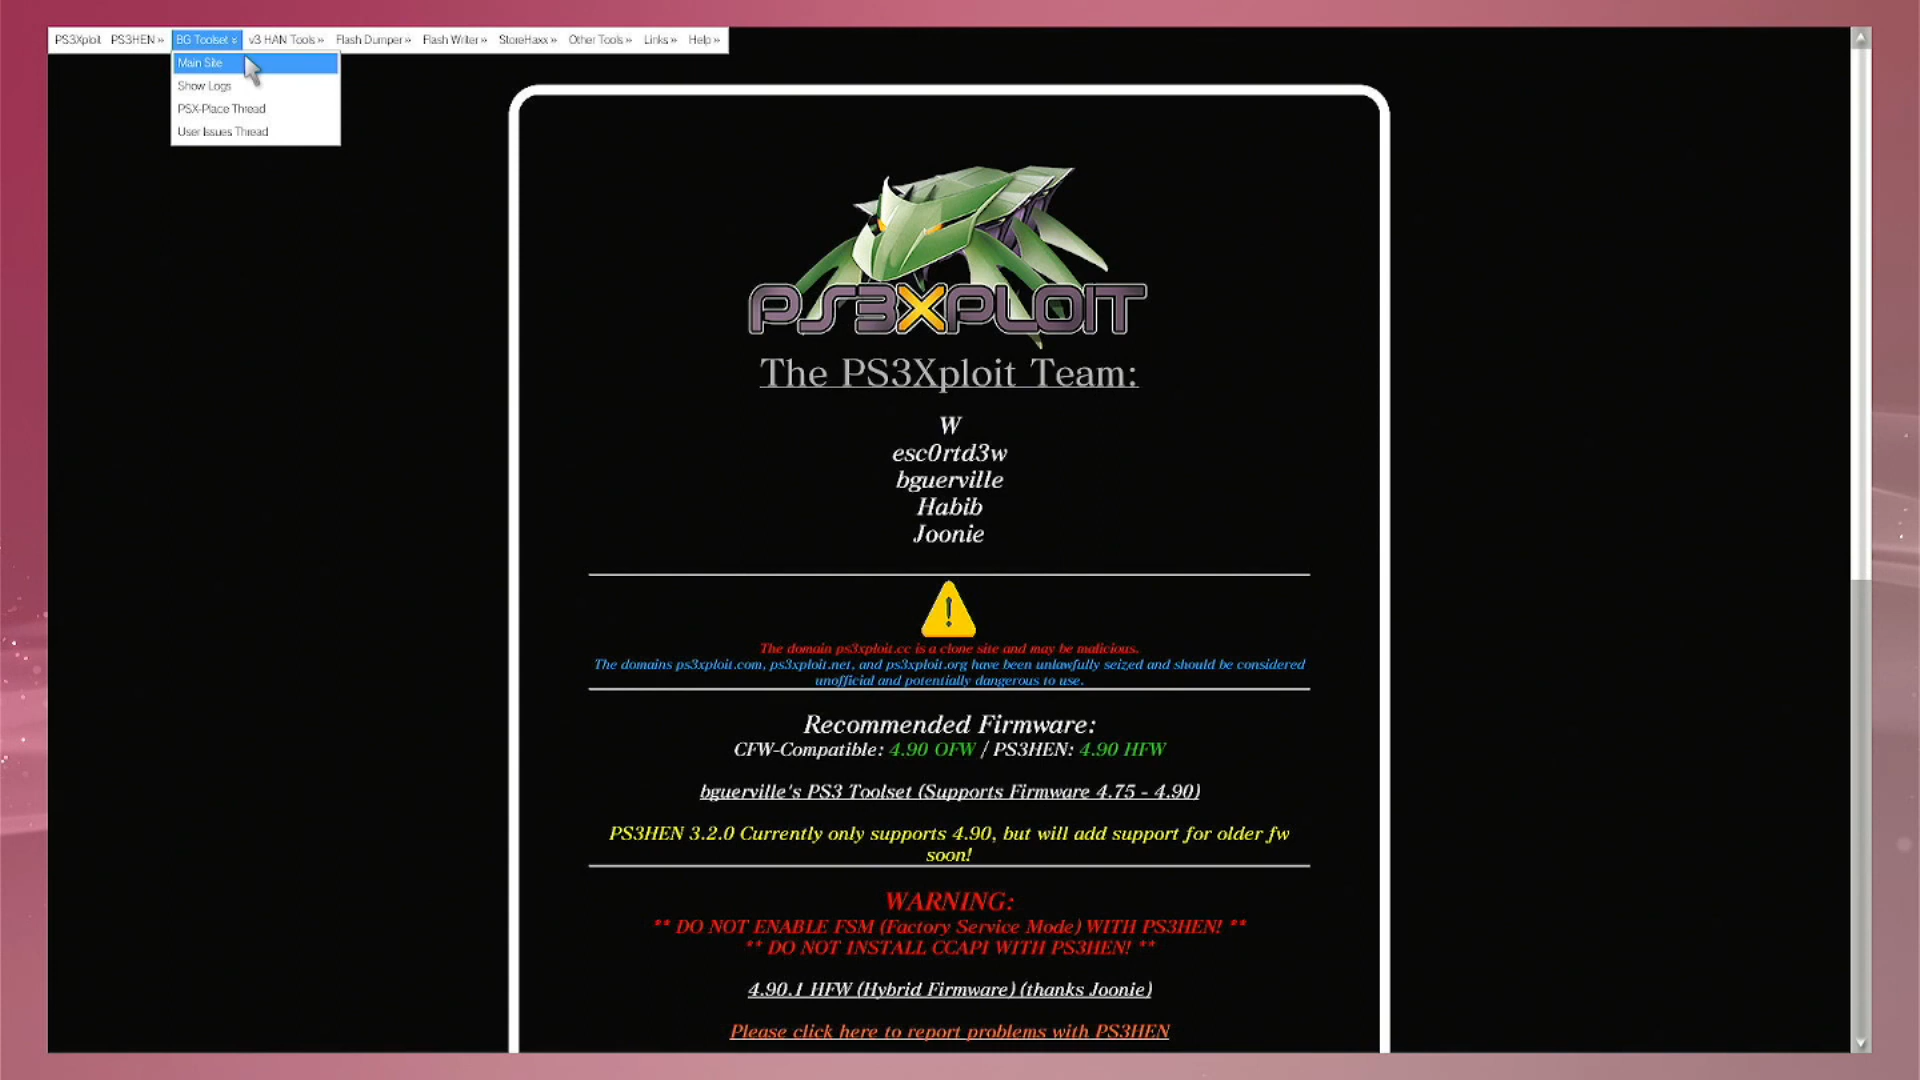 PS3Xploit PS3HEN » BG Toolset » v3 HAN Tools » Flash Dumper » Flash Writer » StoreHaxx » Other Tools » Links » Help »
Main Site
Show Logs
PSX-Place Thread
User Issues Thread
PS3XPLOIT
The PS3Xploit Team:
W
esc0rtd3w
bguerville
Habib
Joonie
The domain ps3xploit.cc is a clone site and may be malicious.
The domains ps3xploit.com, ps3xploit.net, and ps3xploit.org have been unlawfully seized and should be considered
unofficial and potentially dangerous to use.
Recommended Firmware:
CFW-Compatible: 4.90 OFW / PS3HEN: 4.90 HFW
bguerville's PS3 Toolset (Supports Firmware 4.75 - 4.90)
PS3HEN 3.2.0 Currently only supports 4.90, but will add support for older fw
soon!
WARNING:
** DO NOT ENABLE FSM (Factory Service Mode) WITH PS3HEN! **
** DO NOT INSTALL CCAPI WITH PS3HEN! **
4.90.1 HFW (Hybrid Firmware) (thanks Joonie)
Please click here to report problems with PS3HEN